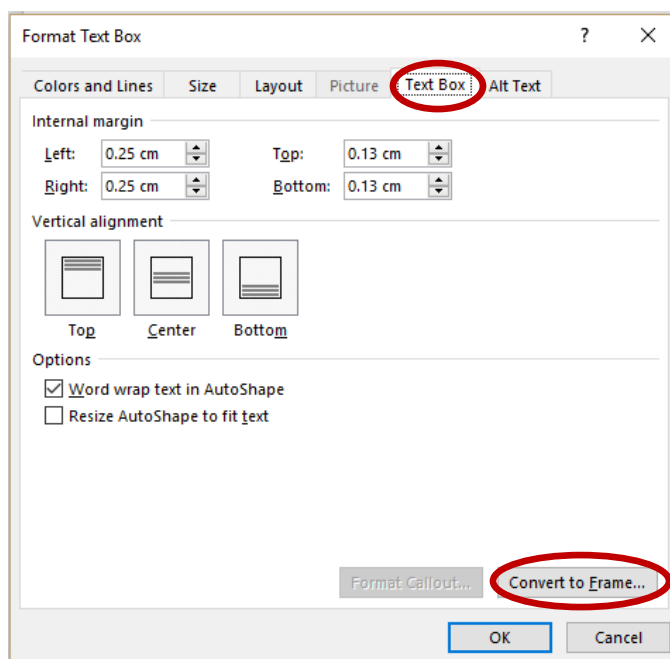 Format Text Box ?
Colors and Lines Size Layout Picture Text Box Alt Text
Internal margin
Left: 0.25 cm Top: 0.13 cm
Right: 0.25 cm Bottom: 0.13 cm
Vertical alignment
Top Center Bottom
Options
Word wrap text in AutoShape
Resize AutoShape to fit text
Format Callout... Convert to Frame...
OK Cancel